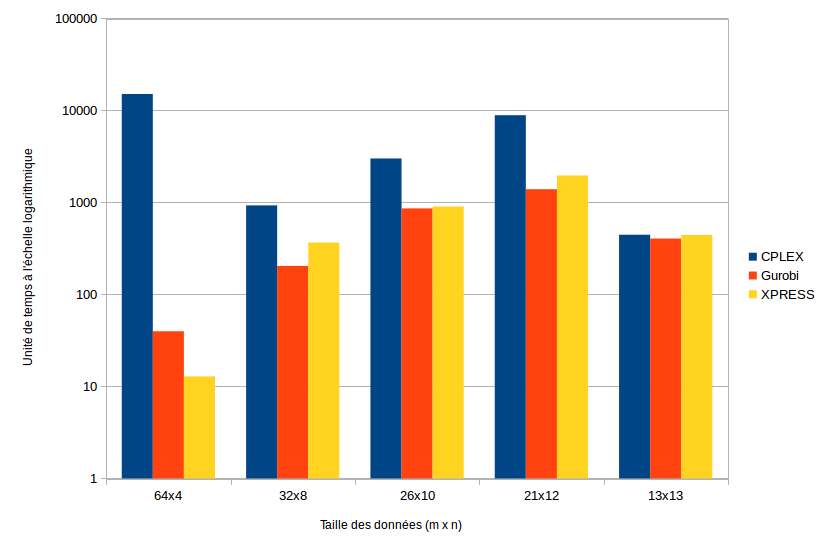 100000
10000
1000
100
10
1
Unité de temps à l'échelle logarithmique
64x4
32x8
26x10
21x12
13x13
Taille des données (m x n)
CPLEX
Gurobi
XPRESS